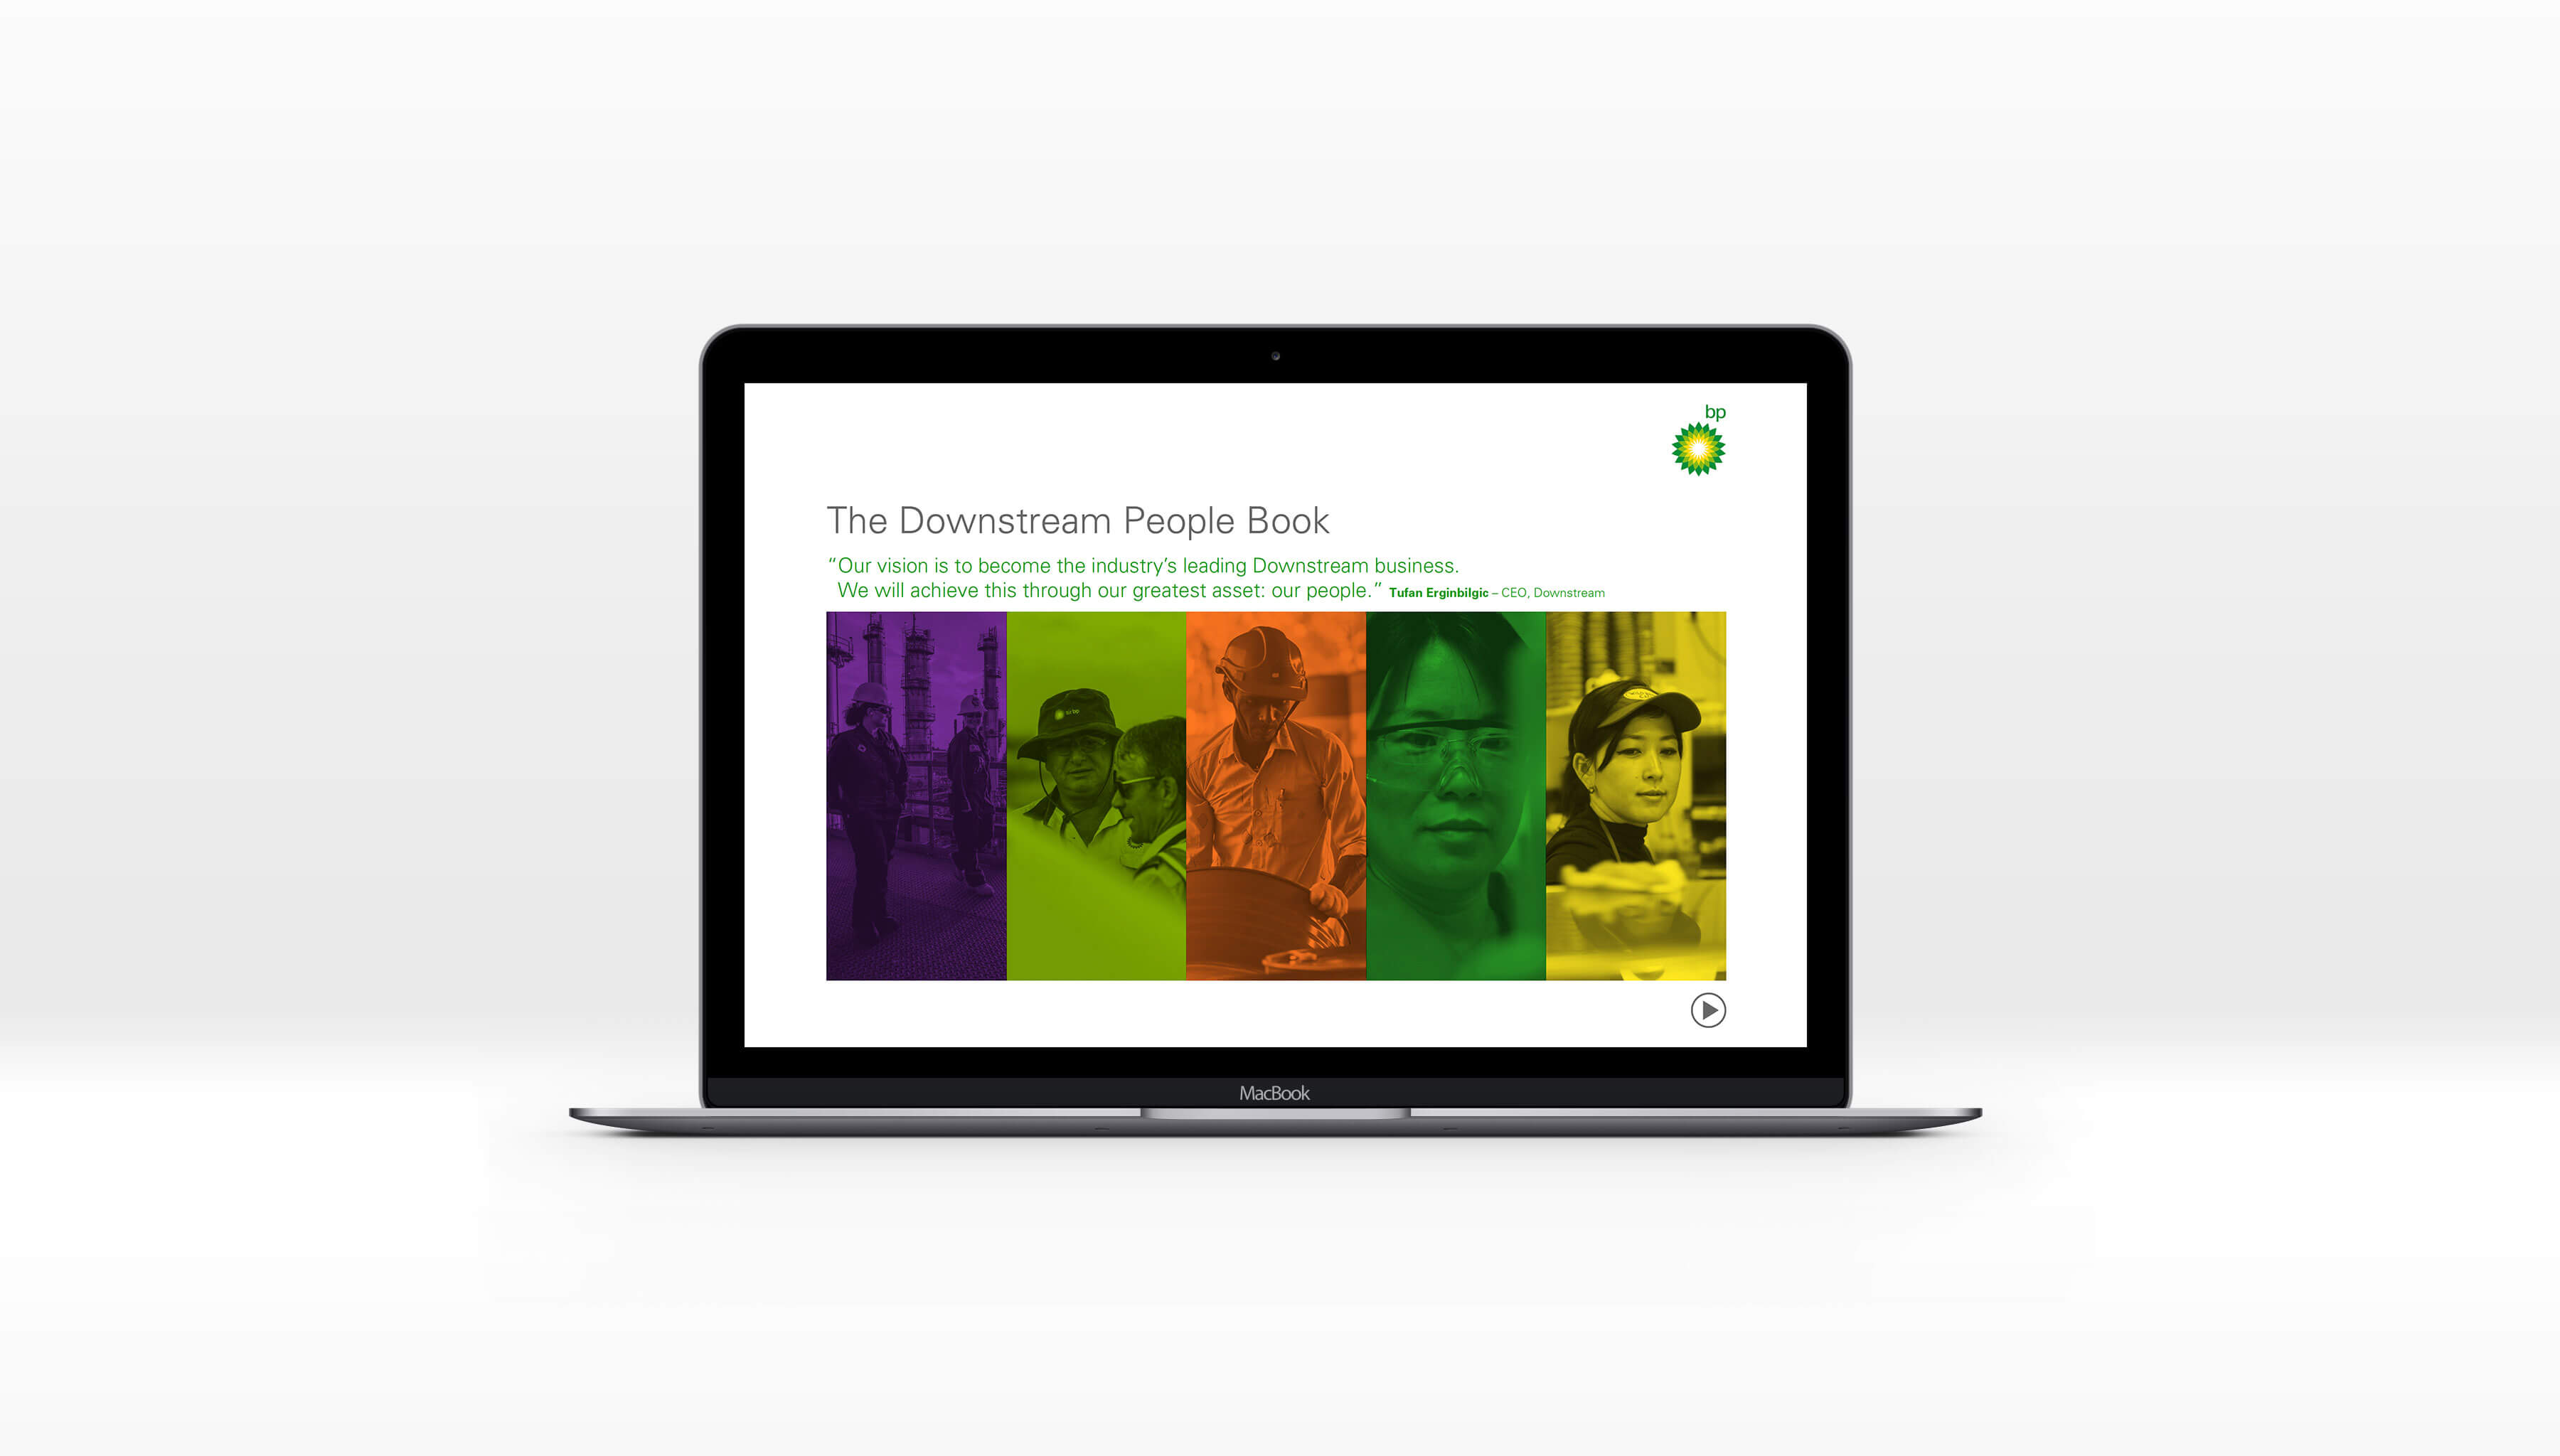 bp
The Downstream People Book
“Our vision is to become the industry’s leading Downstream business.
We will achieve this through our greatest asset: our people.” Tufan Erginbilgic – CEO, Downstream
MacBook